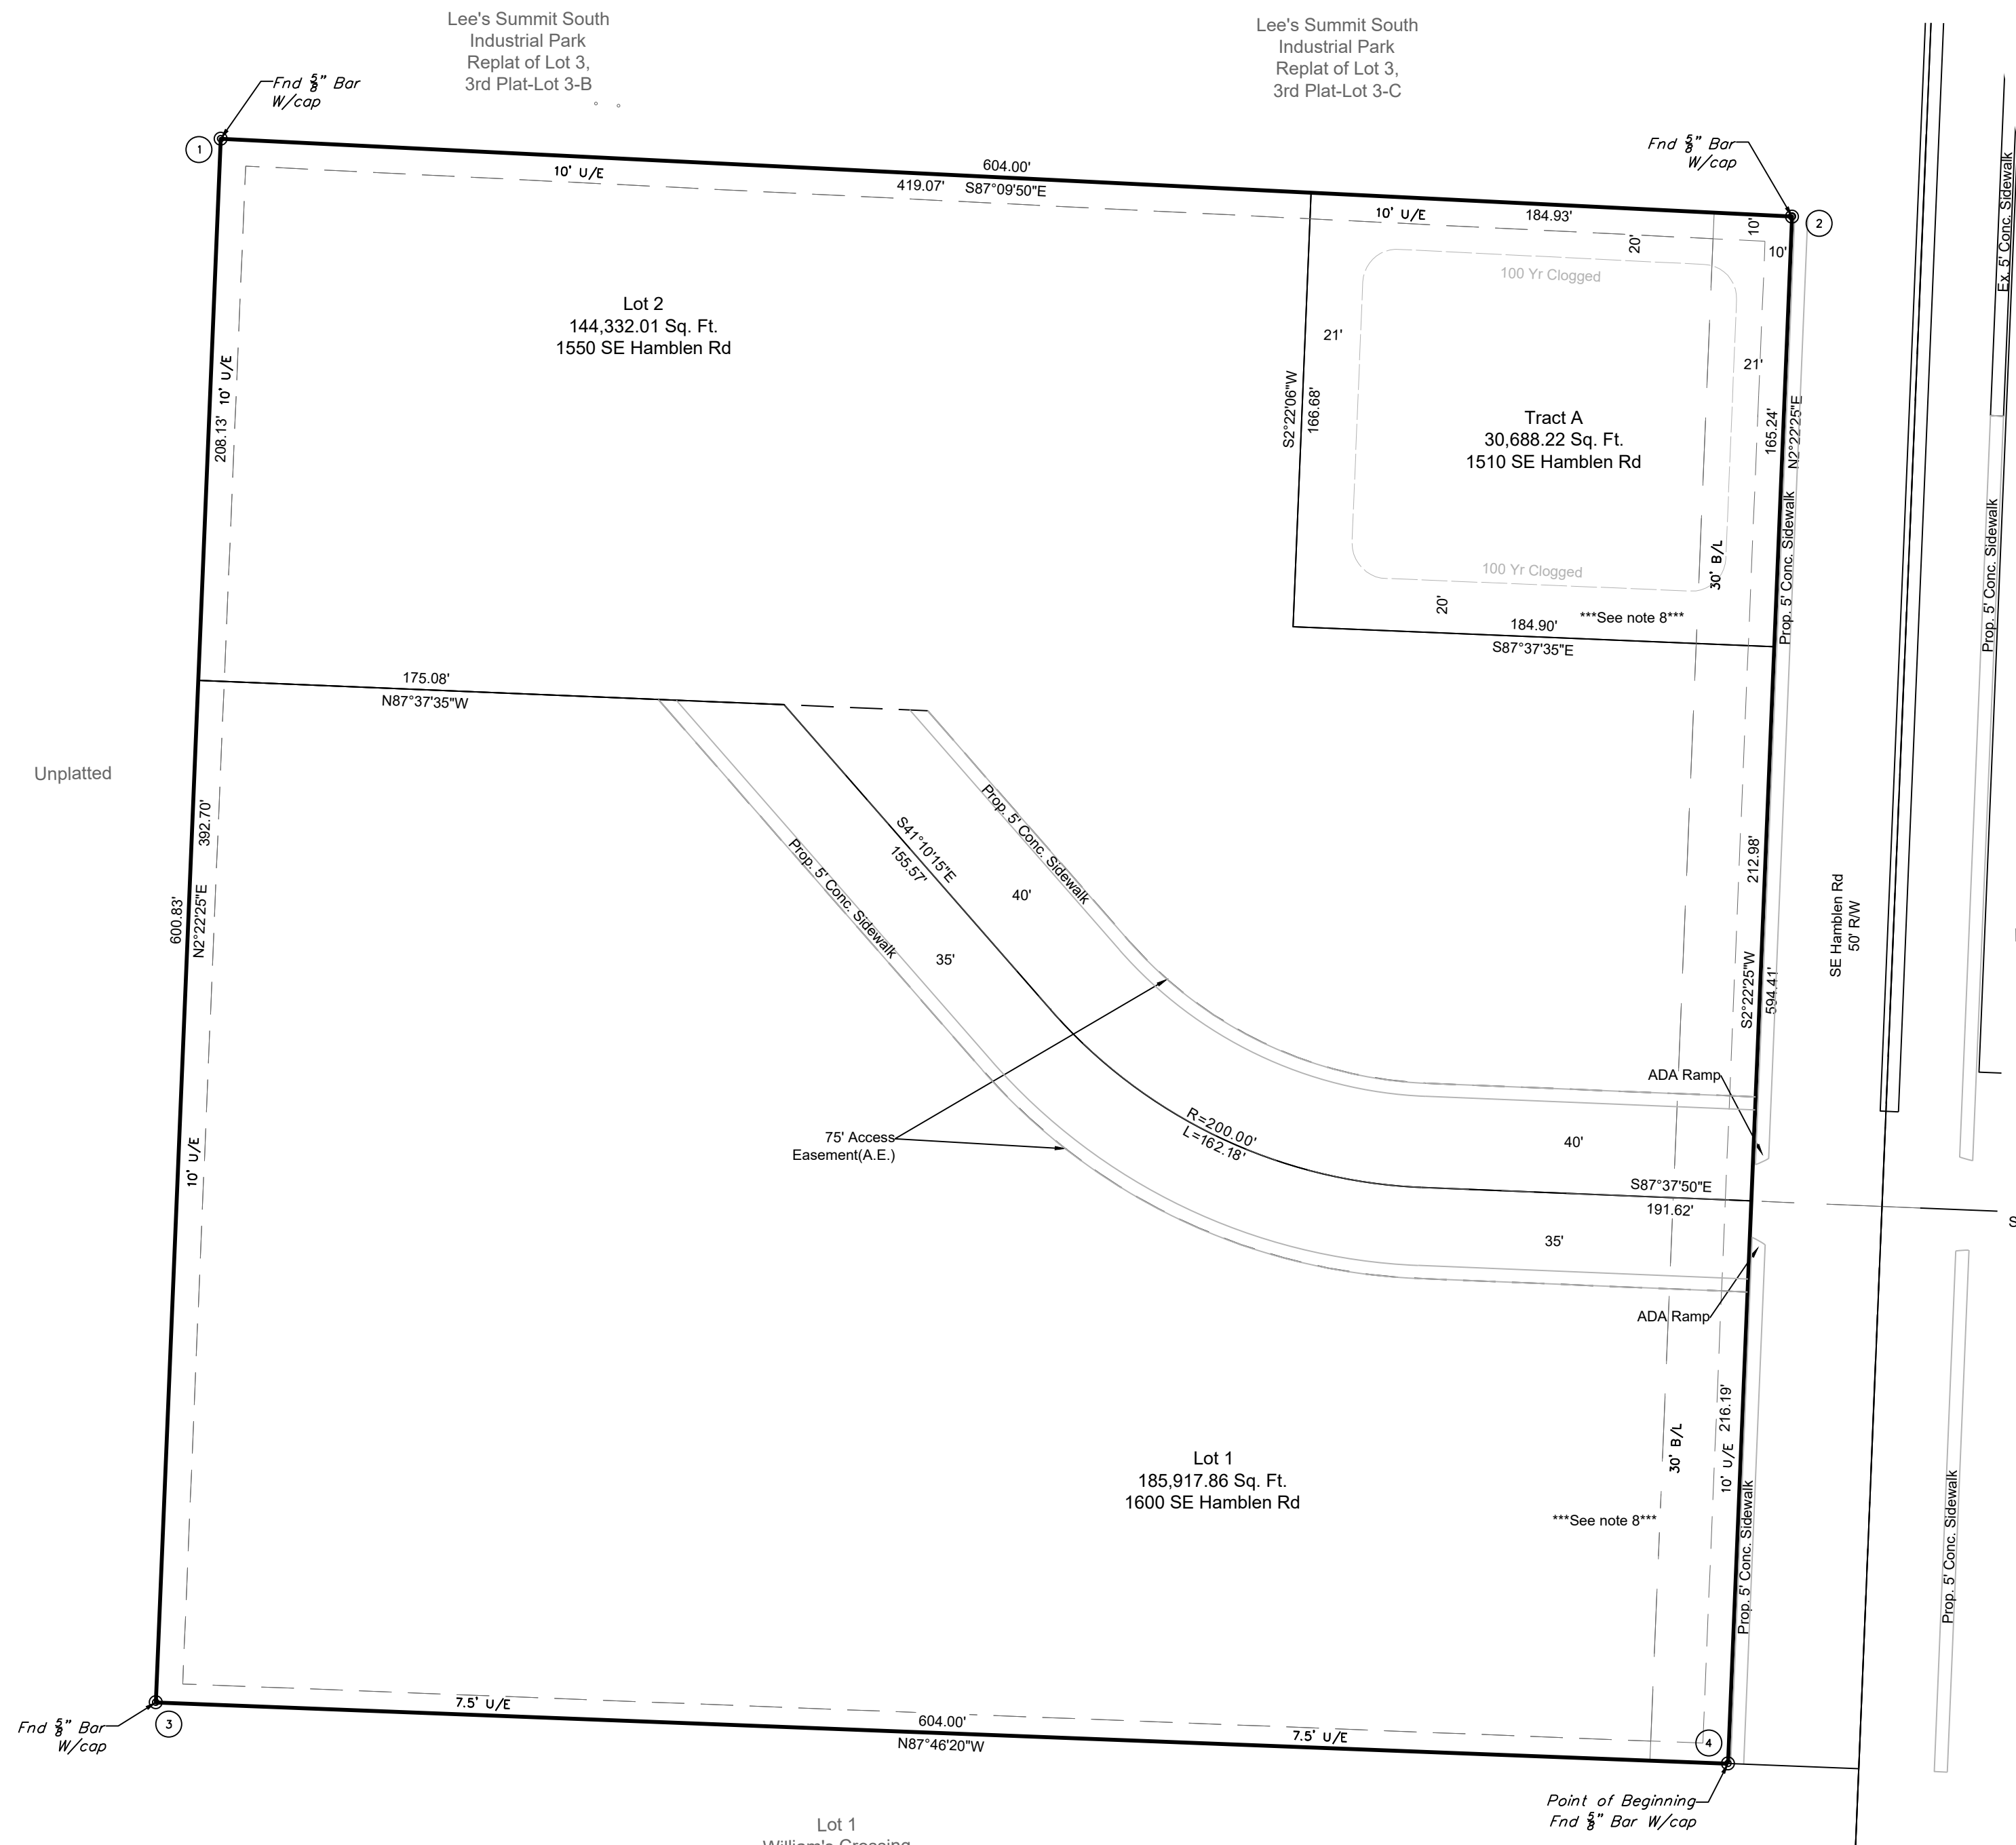 Lee's Summit South
Industrial Park
Replat of Lot 3,
3rd Plat-Lot 3-B
Lee's Summit South
Industrial Park
Replat of Lot 3,
3rd Plat-Lot 3-C
Fnd 5/8" Bar
W/cap
Fnd 5/8" Bar
W/cap
1
2
604.00'
10' U/E
419.07' S87°09'50"E
10' U/E
184.93'
10'
10'
20'
100 Yr Clogged
Lot 2
144,332.01 Sq. Ft.
1550 SE Hamblen Rd
21'
21'
10' U/E
208.13'
S2°22'06"W
166.68'
Tract A
30,688.22 Sq. Ft.
1510 SE Hamblen Rd
165.24'
N2°22'25"E
Ex. 5' Conc. Sidewalk
Prop. 5' Conc. Sidewalk
Prop. 5' Conc. Sidewalk
30' B/L
100 Yr Clogged
20'
***See note 8***
184.90'
S87°37'35"E
175.08'
N87°37'35"W
Unplatted
392.70'
600.83'
N2°22'25"E
Prop. 5' Conc. Sidewalk
S41°10'15"E
155.57'
Prop. 5' Conc. Sidewalk
40'
35'
212.98'
S2°22'25"W
594.41'
SE Hamblen Rd
50' R/W
ADA Ramp
75' Access
Easement(A.E.)
R=200.00'
L=162.18'
40'
10' U/E
S87°37'50"E
191.62'
35'
S
ADA Ramp
Lot 1
185,917.86 Sq. Ft.
1600 SE Hamblen Rd
216.19'
30' B/L
10' U/E
***See note 8***
Prop. 5' Conc. Sidewalk
Prop. 5' Conc. Sidewalk
7.5' U/E
604.00'
N87°46'20"W
7.5' U/E
3
4
Fnd 5/8" Bar
W/cap
Point of Beginning
Fnd 5/8" Bar W/cap
Lot 1
William's Crossing